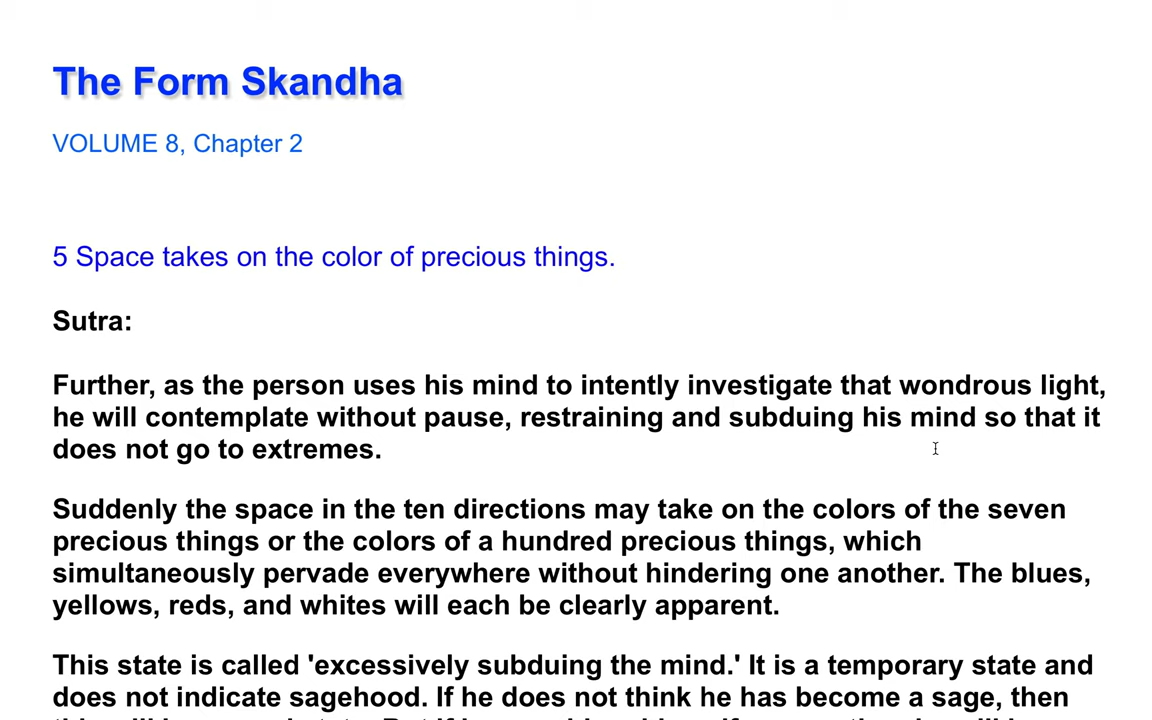 The Form Skandha
VOLUME 8, Chapter 2
5 Space takes on the color of precious things.
Sutra:
Further, as the person uses his mind to intently investigate that wondrous light,
he will contemplate without pause, restraining and subduing his mind so that it
does not go to extremes.
Suddenly the space in the ten directions may take on the colors of the seven
precious things or the colors of a hundred precious things, which
simultaneously pervade everywhere without hindering one another. The blues,
yellows, reds, and whites will each be clearly apparent.
This state is called 'excessively subduing the mind.' It is a temporary state and
does not indicate sagehood. If he does not think he has become a sage, then